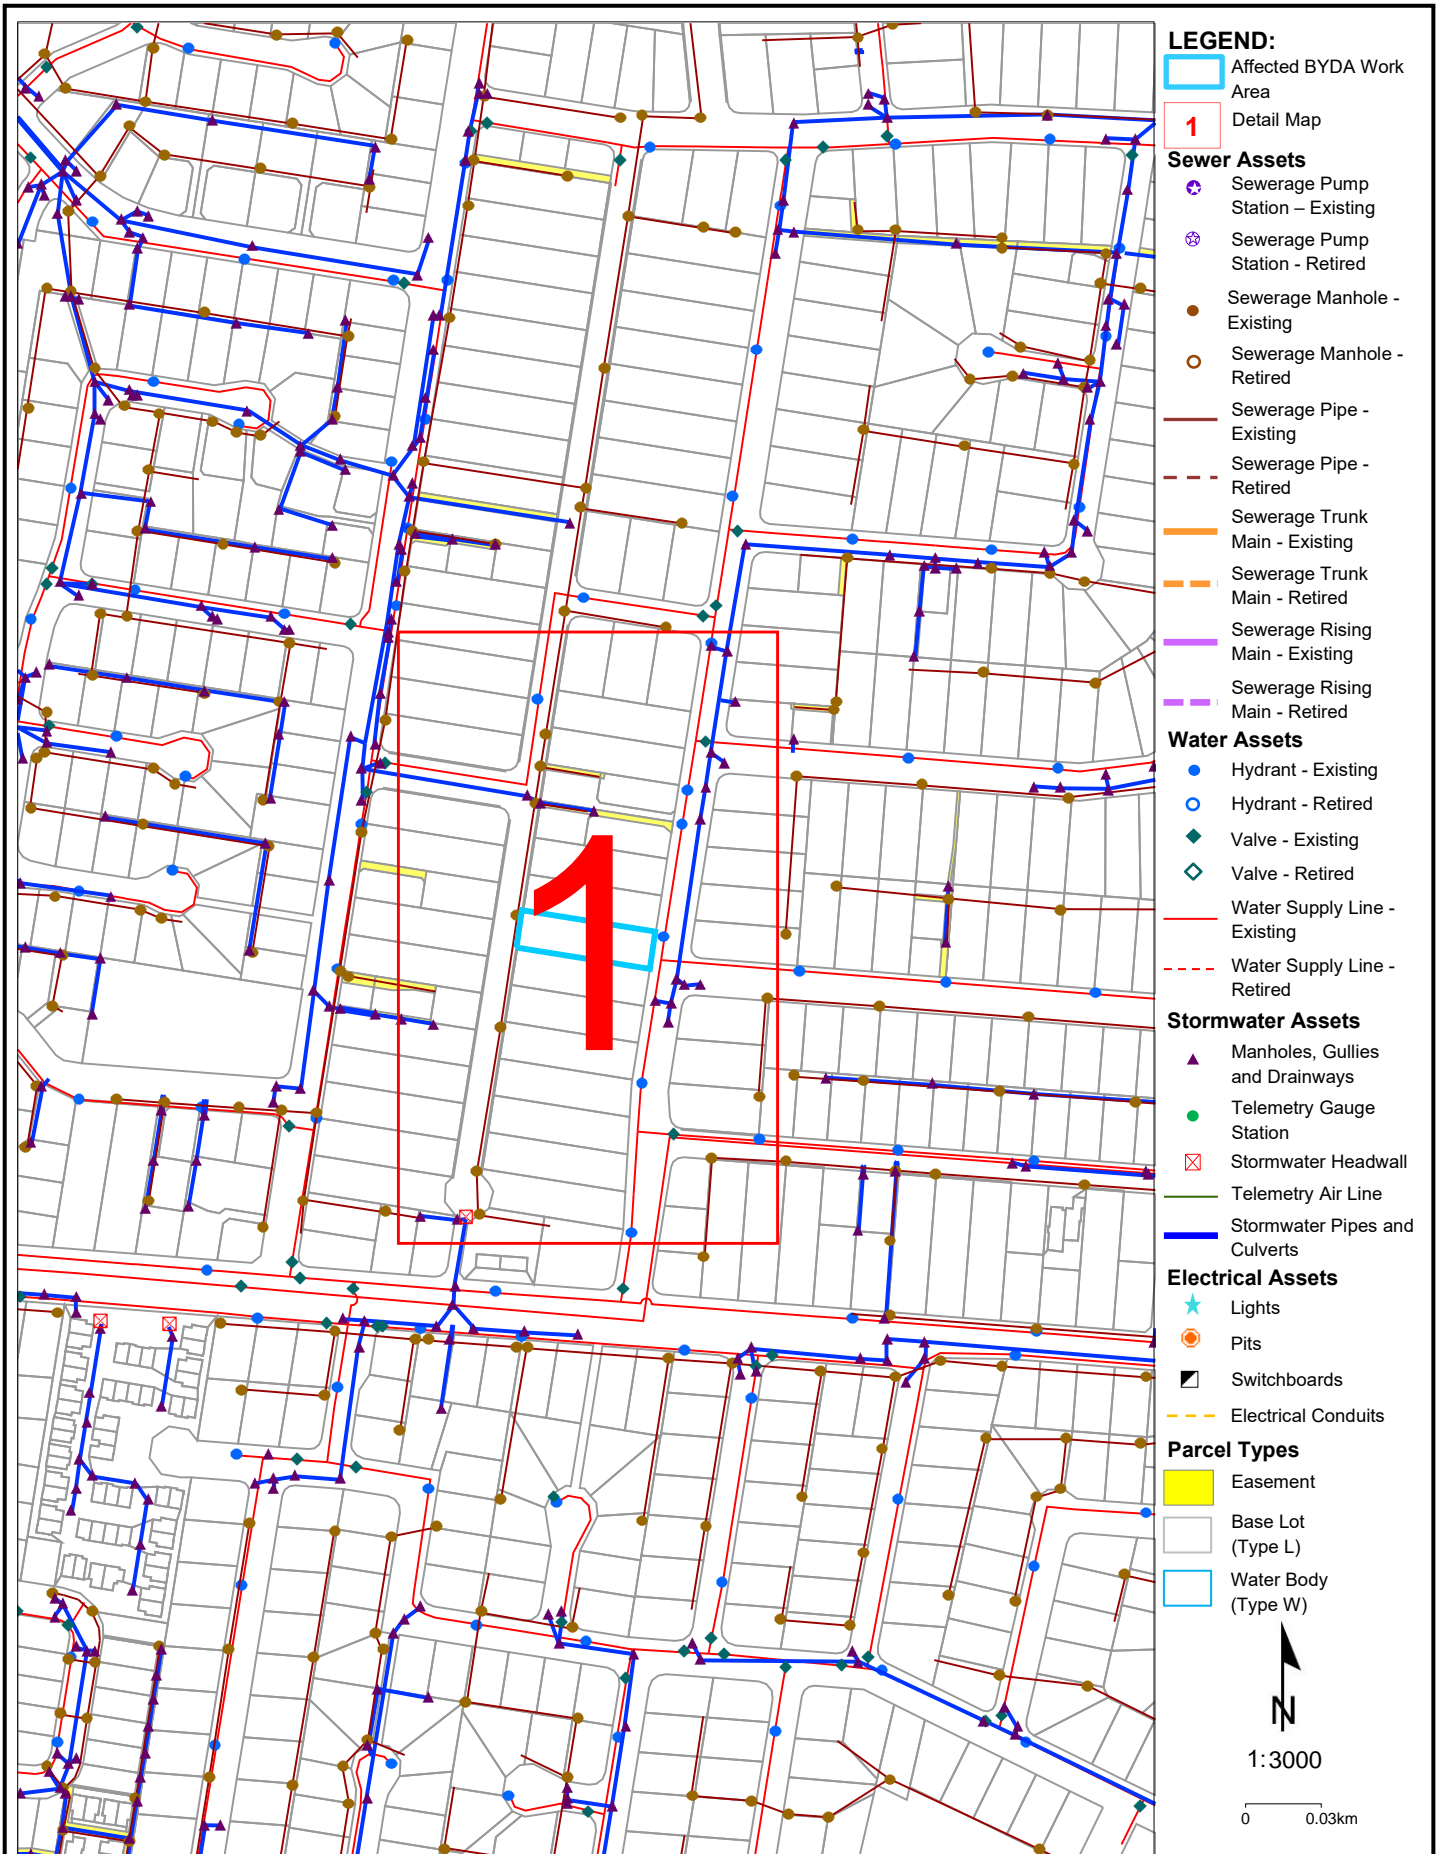 LEGEND:
Affected BYDA Work
Area
1
Detail Map
Sewer Assets
Sewerage Pump
Station – Existing
Sewerage Pump
Station - Retired
Sewerage Manhole -
Existing
Sewerage Manhole -
Retired
Sewerage Pipe -
Existing
Sewerage Pipe -
Retired
Sewerage Trunk
Main - Existing
Sewerage Trunk
Main - Retired
Sewerage Rising
Main - Existing
Sewerage Rising
Main - Retired
Water Assets
Hydrant - Existing
Hydrant - Retired
Valve - Existing
Valve - Retired
Water Supply Line -
Existing
Water Supply Line -
Retired
Stormwater Assets
Manholes, Gullies
and Drainways
Telemetry Gauge
Station
Stormwater Headwall
Telemetry Air Line
Stormwater Pipes and
Culverts
Electrical Assets
Lights
Pits
Switchboards
Electrical Conduits
Parcel Types
Easement
Base Lot
(Type L)
Water Body
(Type W)
N
1:3000
0 0.03km
1